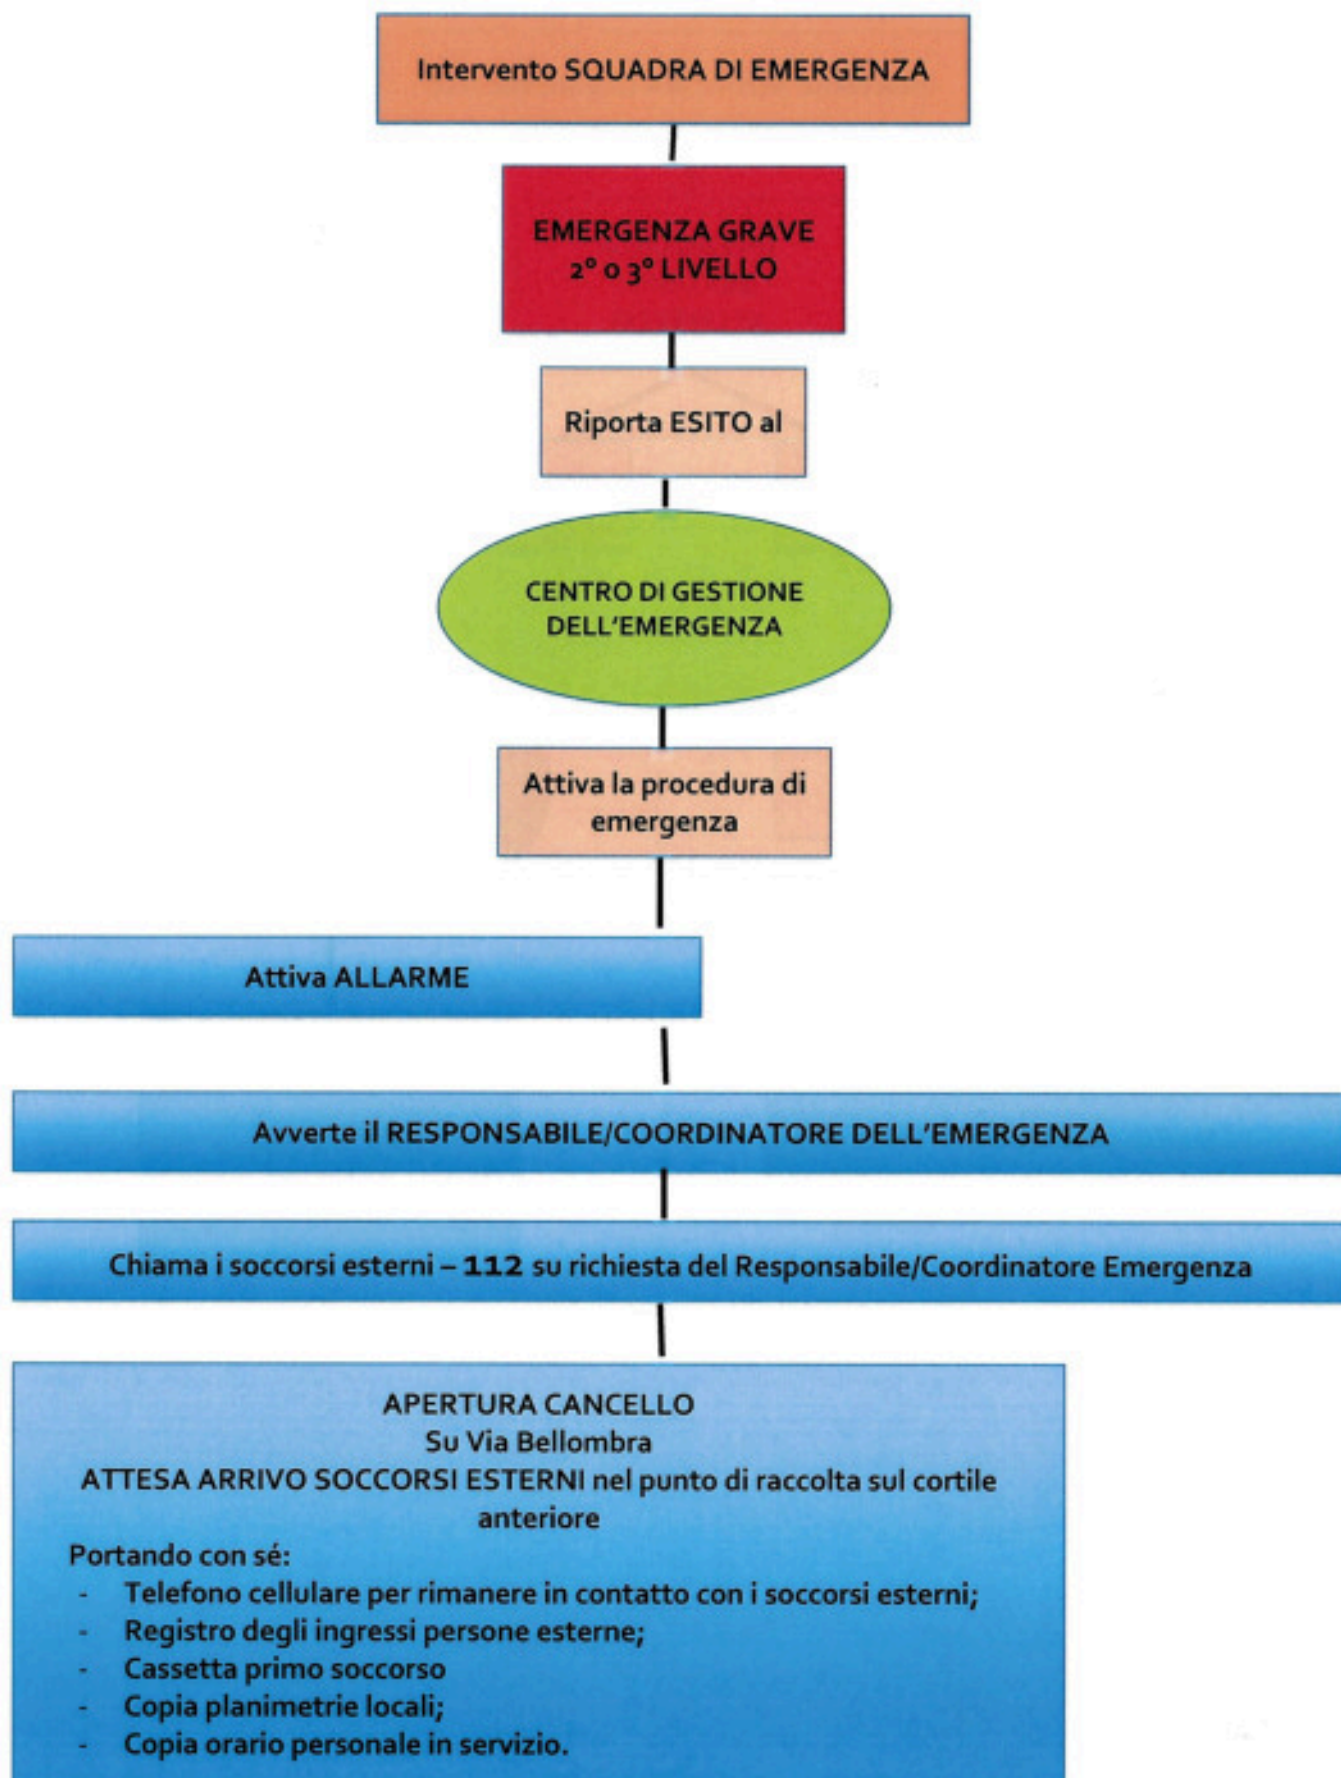 Intervento SQUADRA DI EMERGENZA
EMERGENZA GRAVE
2° o 3° LIVELLO
Riporta ESITO al
CENTRO DI GESTIONE
DELL'EMERGENZA
Attiva la procedura di
emergenza
Attiva ALLARME
Avverte il RESPONSABILE/COORDINATORE DELL'EMERGENZA
Chiama i soccorsi esterni – 112 su richiesta del Responsabile/Coordinatore Emergenza
APERTURA CANCELLO
Su Via Bellombra
ATTESA ARRIVO SOCCORSI ESTERNI nel punto di raccolta sul cortile
anteriore
Portando con sé:
- Telefono cellulare per rimanere in contatto con i soccorsi esterni;
- Registro degli ingressi persone esterne;
- Cassetta primo soccorso
- Copia planimetrie locali;
- Copia orario personale in servizio.